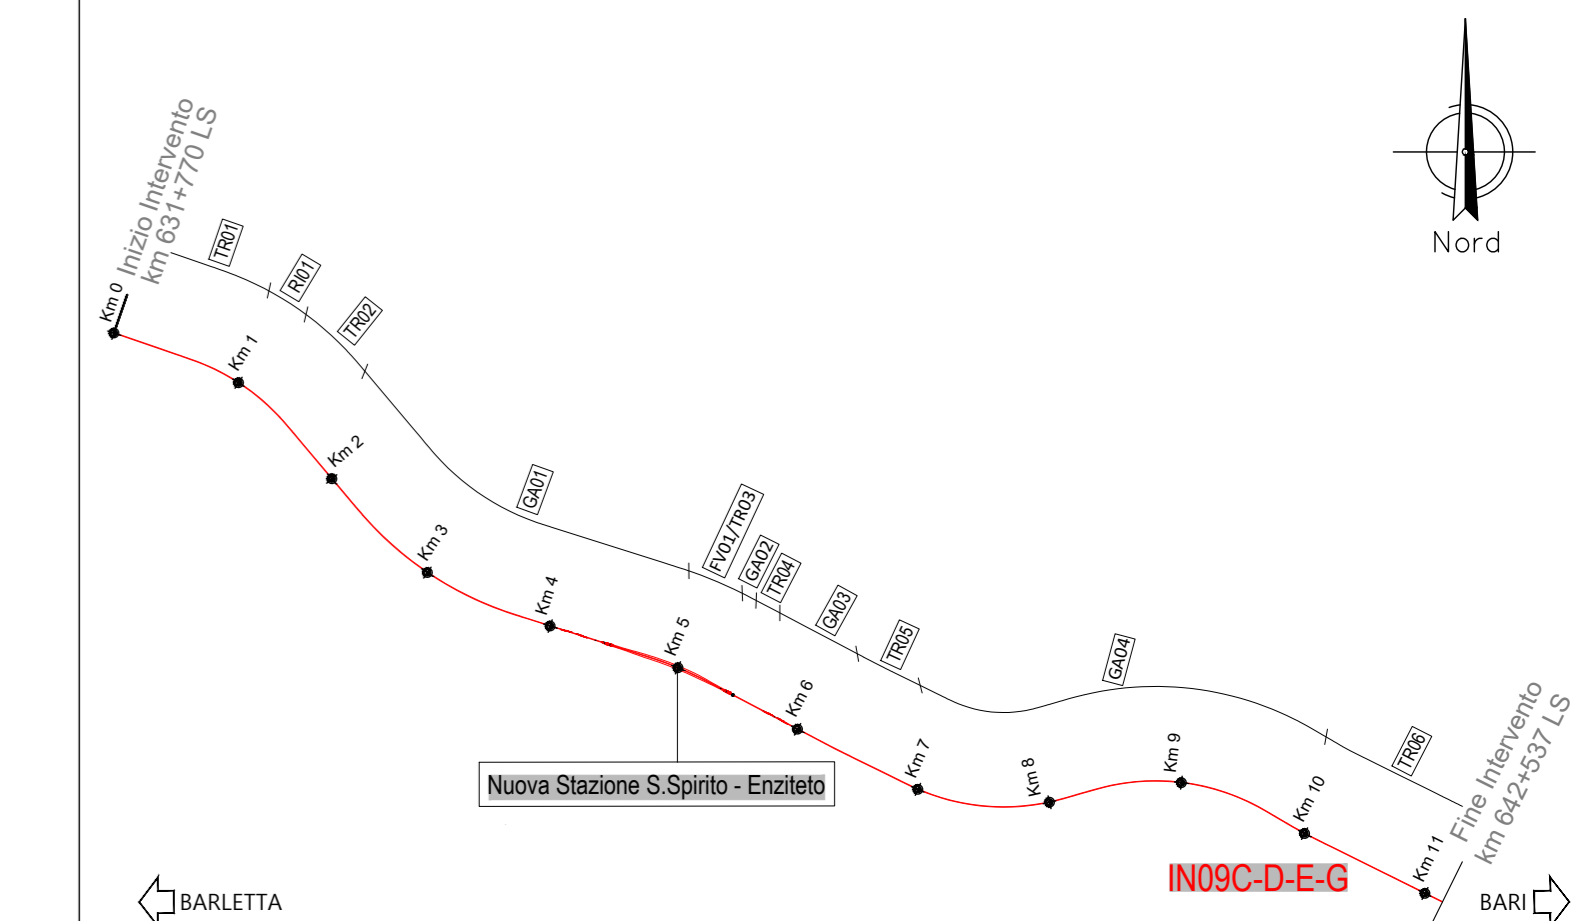 Inizio Intervento
km 631+770 LS
Nord
TR01
RI01
TR02
Km 0
Km 1
Km 2
GA01
Km 3
FV01/TR03
GA02
TR04
Km 4
GA03
Km 5
TR05
GA04
Km 6
Nuova Stazione S.Spirito - Enziteto
Km 7
Km 8
Km 9
TR06
Fine Intervento
km 642+537 LS
Km 10
Km 11
IN09C-D-E-G
BARLETTA
BARI